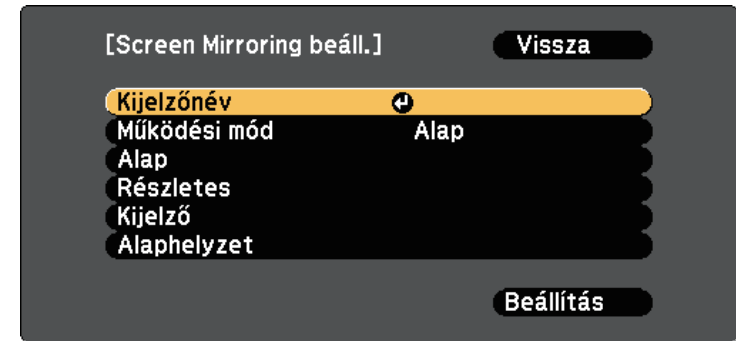 [Screen Mirroring beáll.] Vissza
Kijelzőnév
Működési mód Alap
Alap
Részletes
Kijelző
Alaphelyzet
Beállítás